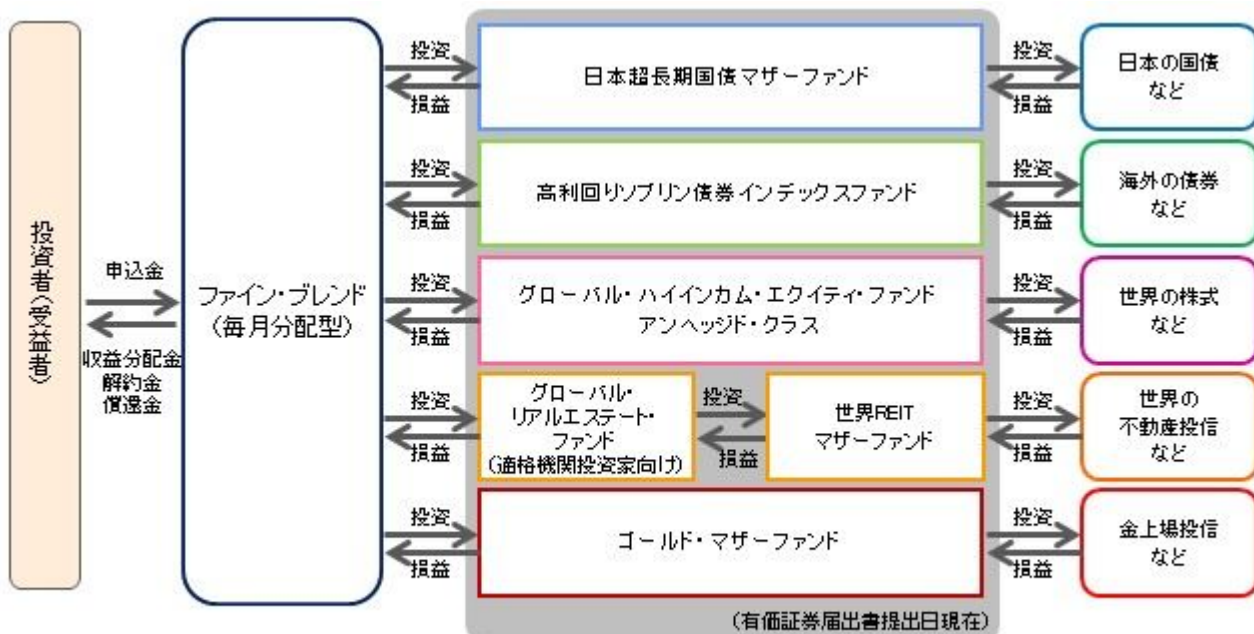 投資者(受益者)
申込金
収益分配金
解約金
償還金
ファイン・ブレンド
(毎月分配型)
投資
損益
日本超長期国債マザーファンド
投資
損益
日本の国債
など
投資
損益
高利回りソブリン債券インデックスファンド
投資
損益
海外の債券
など
投資
損益
グローバル・ハイインカム・エクイティ・ファンド
アンヘッジド・クラス
投資
損益
世界の株式
など
投資
損益
グローバル・
リアルエステート・
ファンド
(適格機関投資家向け)
投資
損益
世界REIT
マザーファンド
投資
損益
世界の
不動産投信
など
投資
損益
ゴールド・マザーファンド
投資
損益
金上場投信
など
(有価証券届出書提出日現在)